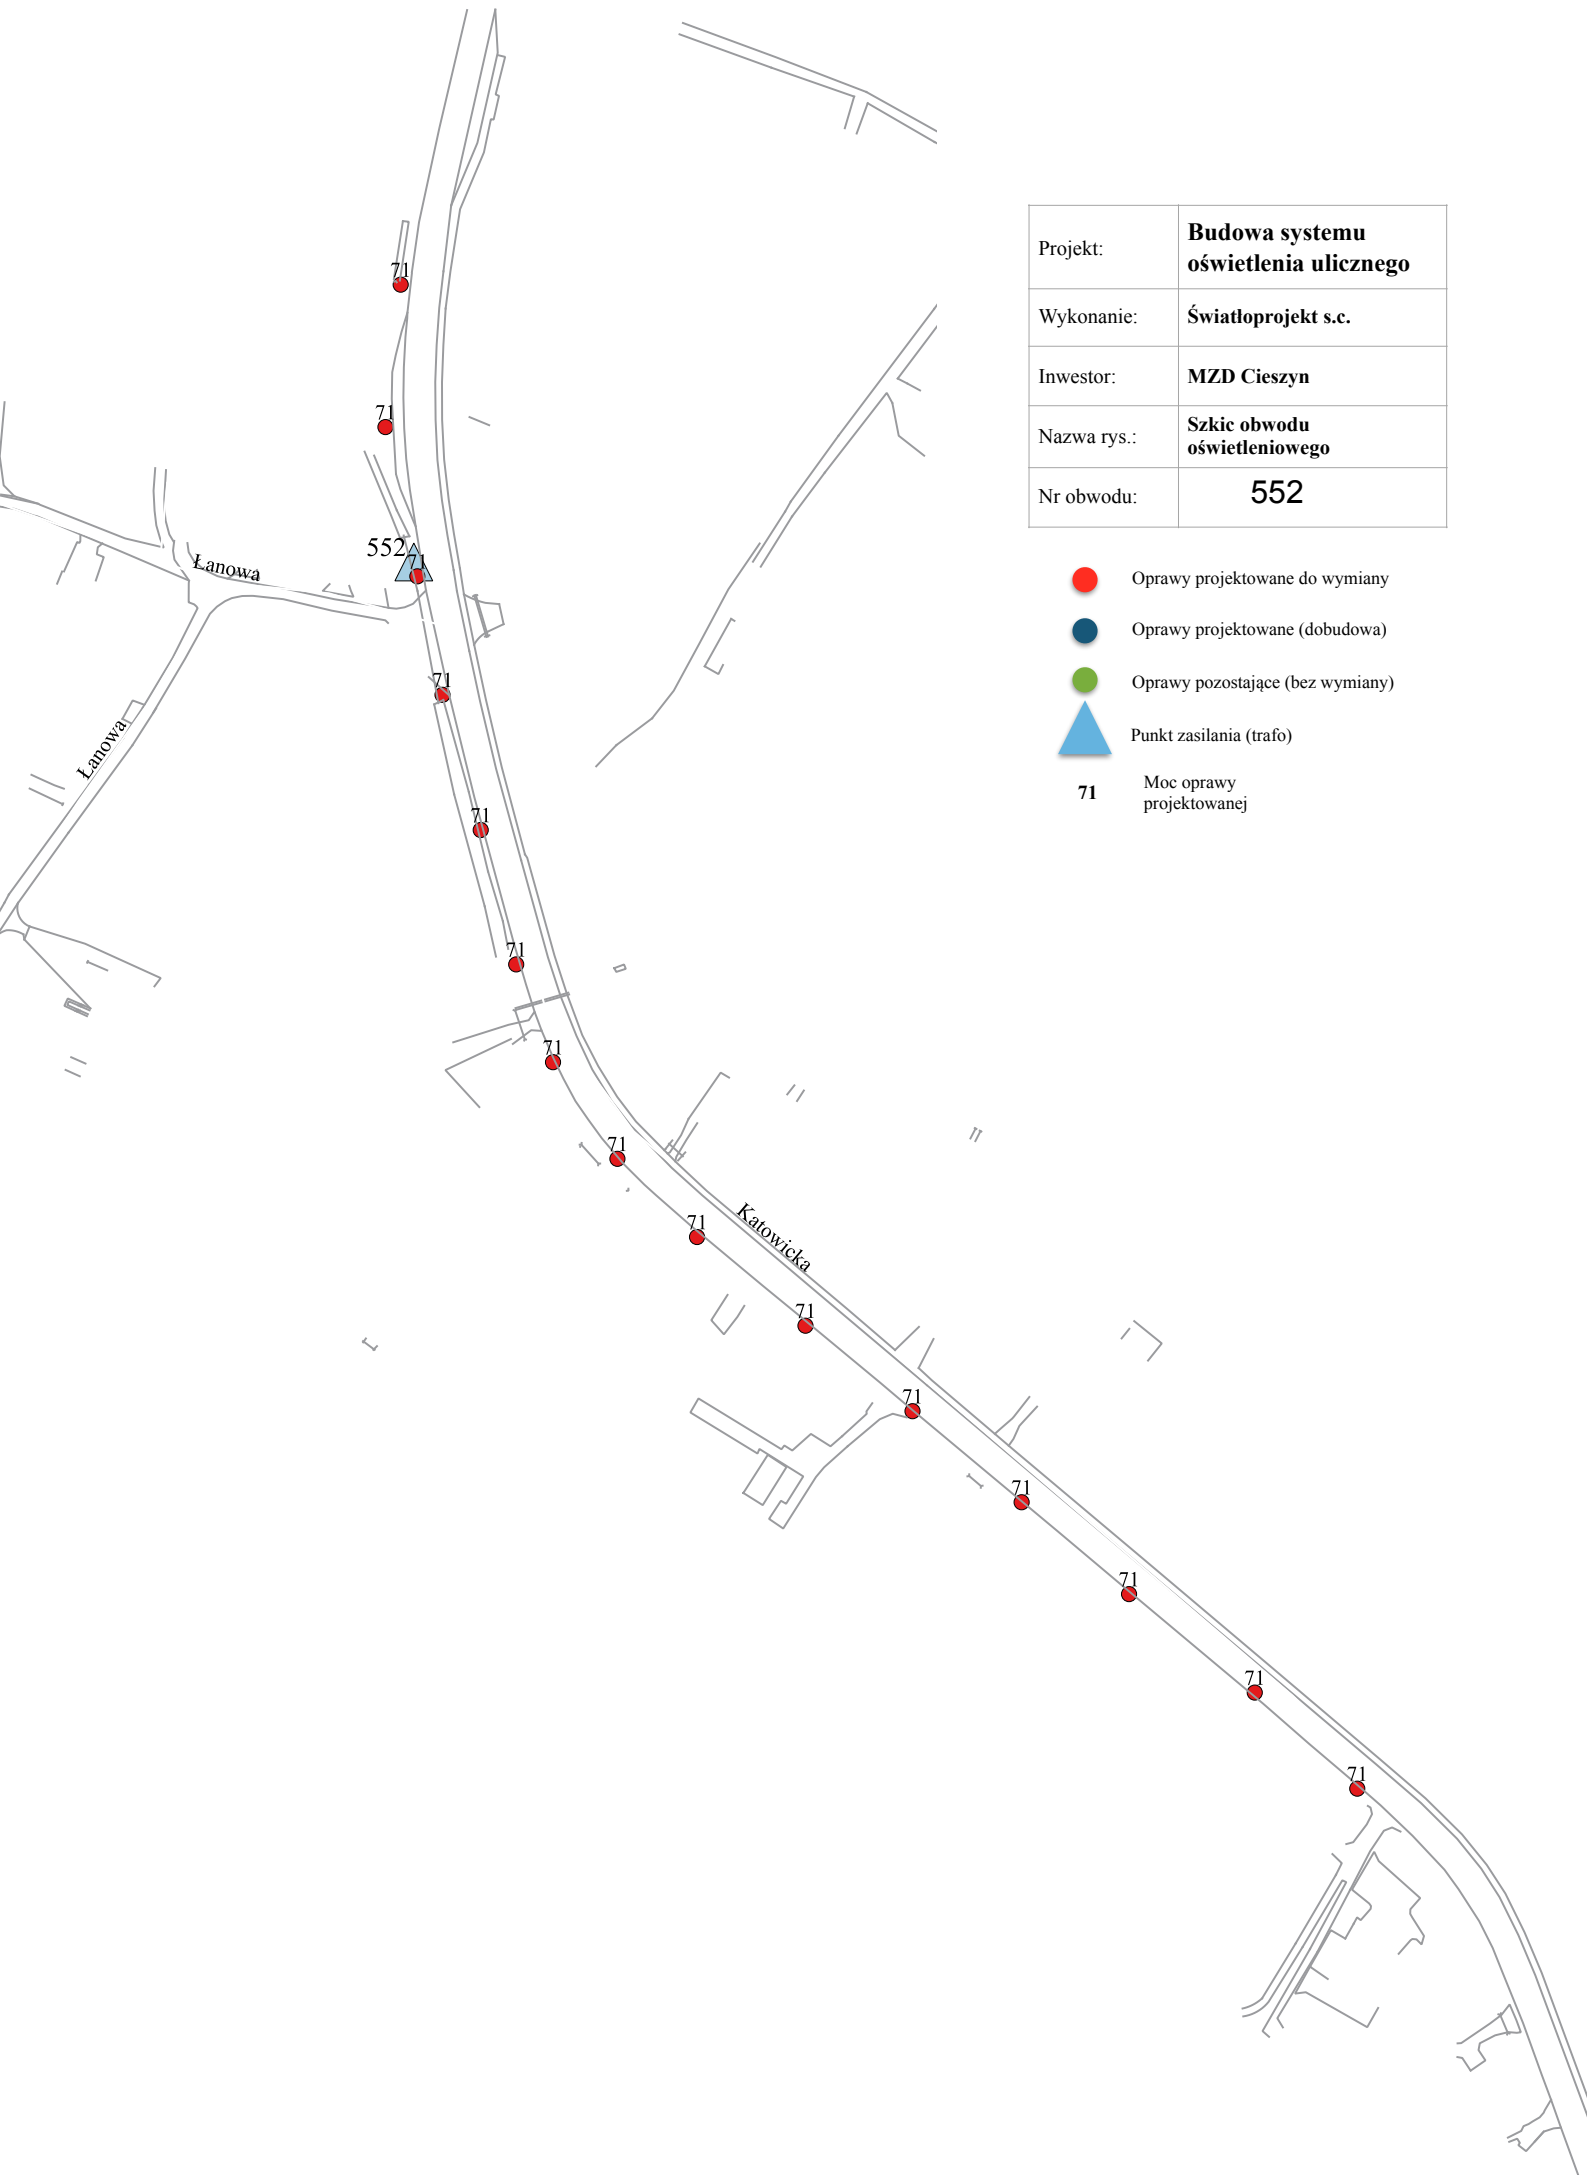 Projekt:
Budowa systemu
oświetlenia ulicznego
Wykonanie:
Światłoprojekt s.c.
Inwestor:
MZD Cieszyn
Nazwa rys.:
Szkic obwodu
oświetleniowego
Nr obwodu:
552
Oprawy projektowane do wymiany
Oprawy projektowane (dobudowa)
Oprawy pozostające (bez wymiany)
Punkt zasilania (trafo)
71
Moc oprawy
projektowanej
71
71
552
71
Łanowa
71
Łanowa
71
71
71
71
71
Katowicka
71
71
71
71
71
71